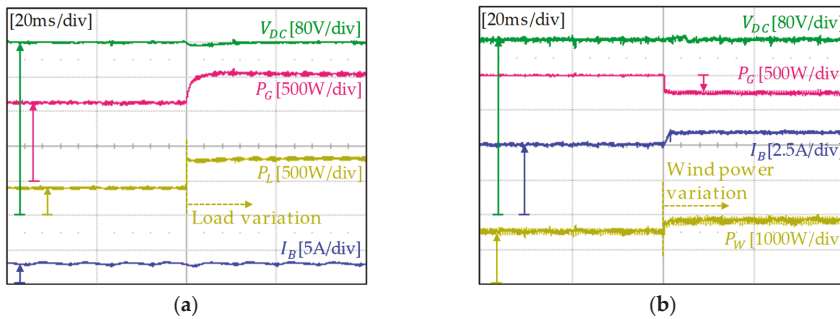 [20ms/div]
V_DC [80V/div]
P_G [500W/div]
P_L [500W/div]
Load variation
I_B [5A/div]
(a)
[20ms/div]
V_DC [80V/div]
P_G [500W/div]
I_B [2.5A/div]
Wind power
variation
P_W [1000W/div]
(b)